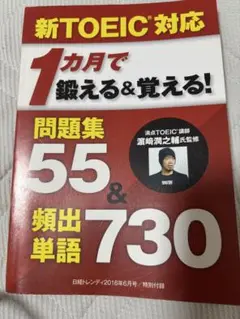 新TOEIC®対応
1カ月で
鍛える&覚える!
問題集
55
満点TOEIC®講師
濵﨑潤之輔氏監修
&
頻出
単語
730
日経トレンディ2016年6月号/特別付録